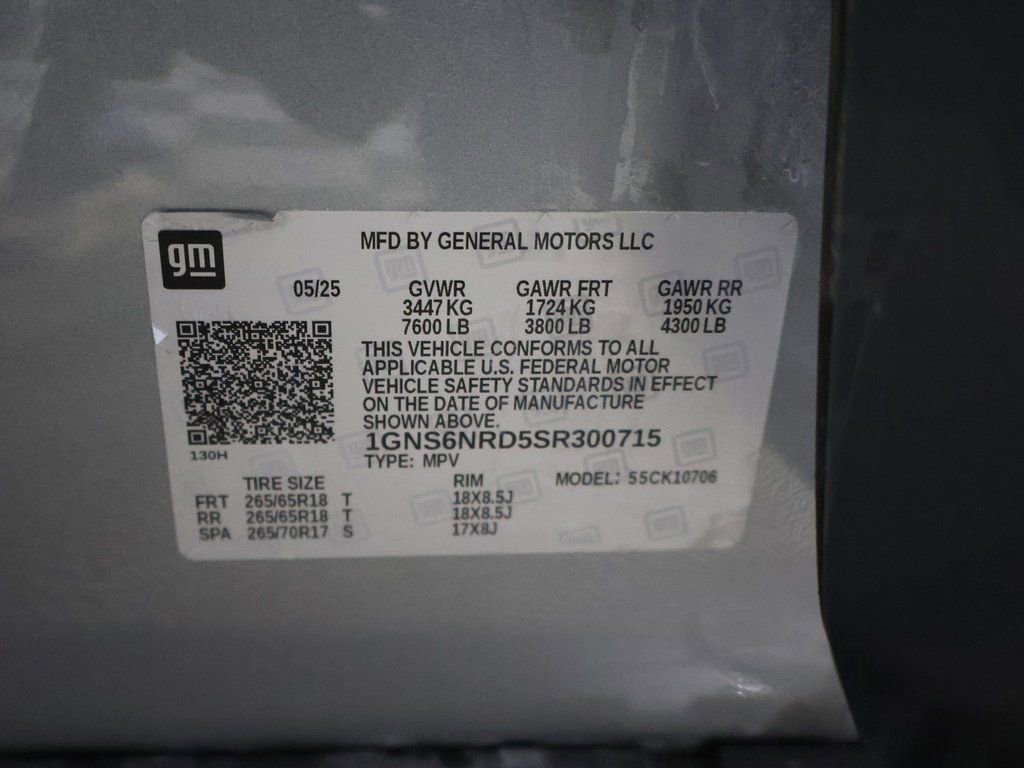 gm
MFD BY GENERAL MOTORS LLC
05/25 GVWR GAWR FRT GAWR RR
3447 KG 1724 KG 1950 KG
7600 LB 3800 LB 4300 LB
THIS VEHICLE CONFORMS TO ALL
APPLICABLE U.S. FEDERAL MOTOR
VEHICLE SAFETY STANDARDS IN EFFECT
ON THE DATE OF MANUFACTURE
SHOWN ABOVE.
1GNS6NRD5SR300715
130H
TYPE: MPV
TIRE SIZE RIM MODEL: 55CK10706
FRT 265/65R18 T 18X8.5J
RR 265/65R18 T 18X8.5J
SPA 265/70R17 S 17X8J